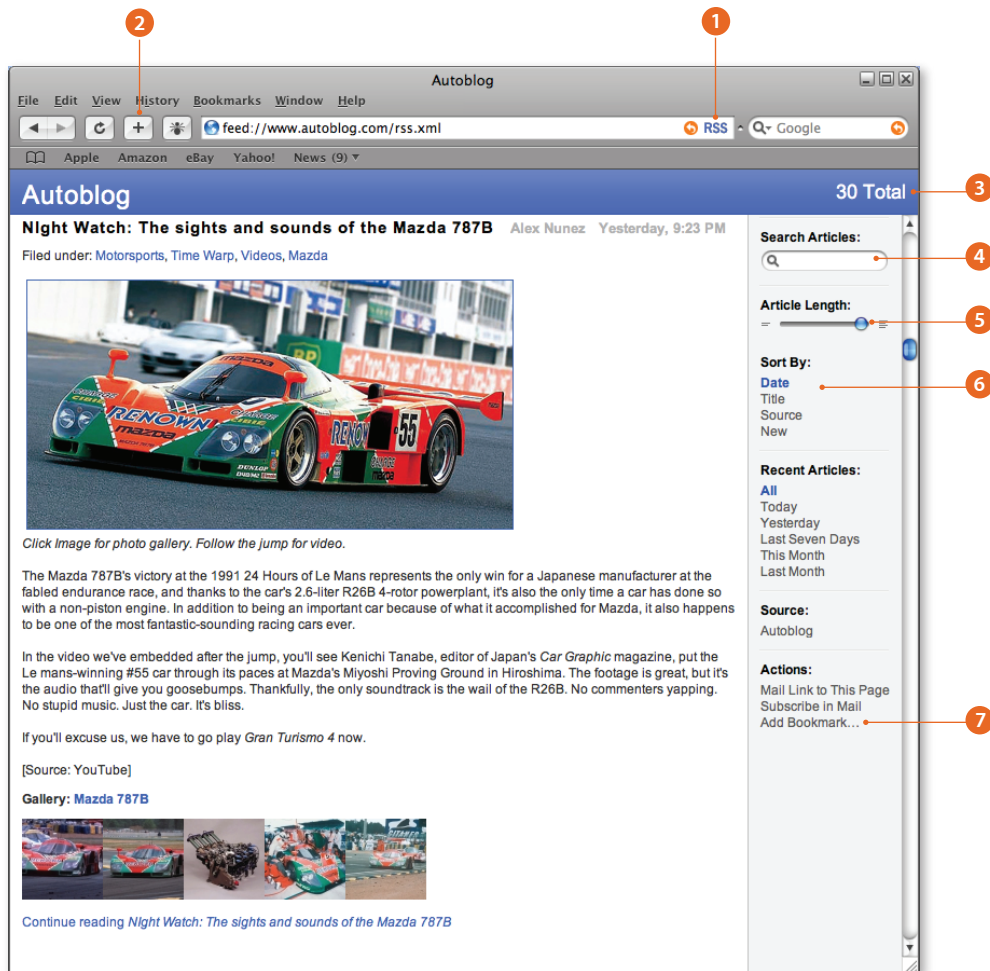 2
1
Autoblog
File Edit View History Bookmarks Window Help
feed://www.autoblog.com/rss.xml RSS Google
Apple Amazon eBay Yahoo! News (9)
Autoblog 30 Total
3
NIght Watch: The sights and sounds of the Mazda 787B Alex Nunez Yesterday, 9:23 PM
Filed under: Motorsports, Time Warp, Videos, Mazda
BP
mazda
CHARGE
CIBIE
RENOWN
mazda
CHARGE
CIBIE
DUNLOP
RENOWN
55
CHARGE
mazda
Click Image for photo gallery. Follow the jump for video.
The Mazda 787B's victory at the 1991 24 Hours of Le Mans represents the only win for a Japanese manufacturer at the
fabled endurance race, and thanks to the car's 2.6-liter R26B 4-rotor powerplant, it's also the only time a car has done so
with a non-piston engine. In addition to being an important car because of what it accomplished for Mazda, it also happens
to be one of the most fantastic-sounding racing cars ever.
In the video we've embedded after the jump, you'll see Kenichi Tanabe, editor of Japan's Car Graphic magazine, put the
Le mans-winning #55 car through its paces at Mazda's Miyoshi Proving Ground in Hiroshima. The footage is great, but it's
the audio that'll give you goosebumps. Thankfully, the only soundtrack is the wail of the R26B. No commenters yapping.
No stupid music. Just the car. It's bliss.
If you'll excuse us, we have to go play Gran Turismo 4 now.
[Source: YouTube]
Gallery: Mazda 787B
Continue reading NIght Watch: The sights and sounds of the Mazda 787B
Search Articles:
4
Article Length:
5
Sort By:
Date
6
Title
Source
New
Recent Articles:
All
Today
Yesterday
Last Seven Days
This Month
Last Month
Source:
Autoblog
Actions:
Mail Link to This Page
Subscribe in Mail
Add Bookmark...
7